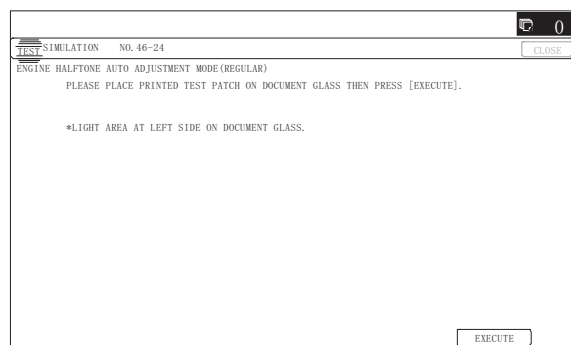 0
TEST SIMULATION NO. 46-24 CLOSE
ENGINE HALFTONE AUTO ADJUSTMENT MODE(REGULAR)
PLEASE PLACE PRINTED TEST PATCH ON DOCUMENT GLASS THEN PRESS [EXECUTE].
*LIGHT AREA AT LEFT SIDE ON DOCUMENT GLASS.
EXECUTE